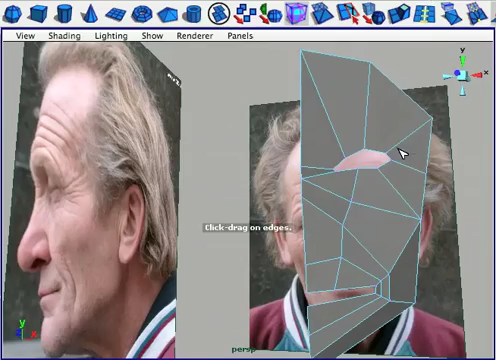 View Shading Lighting Show Renderer Panels
y
x
Click-drag on edges.
y
x
persp